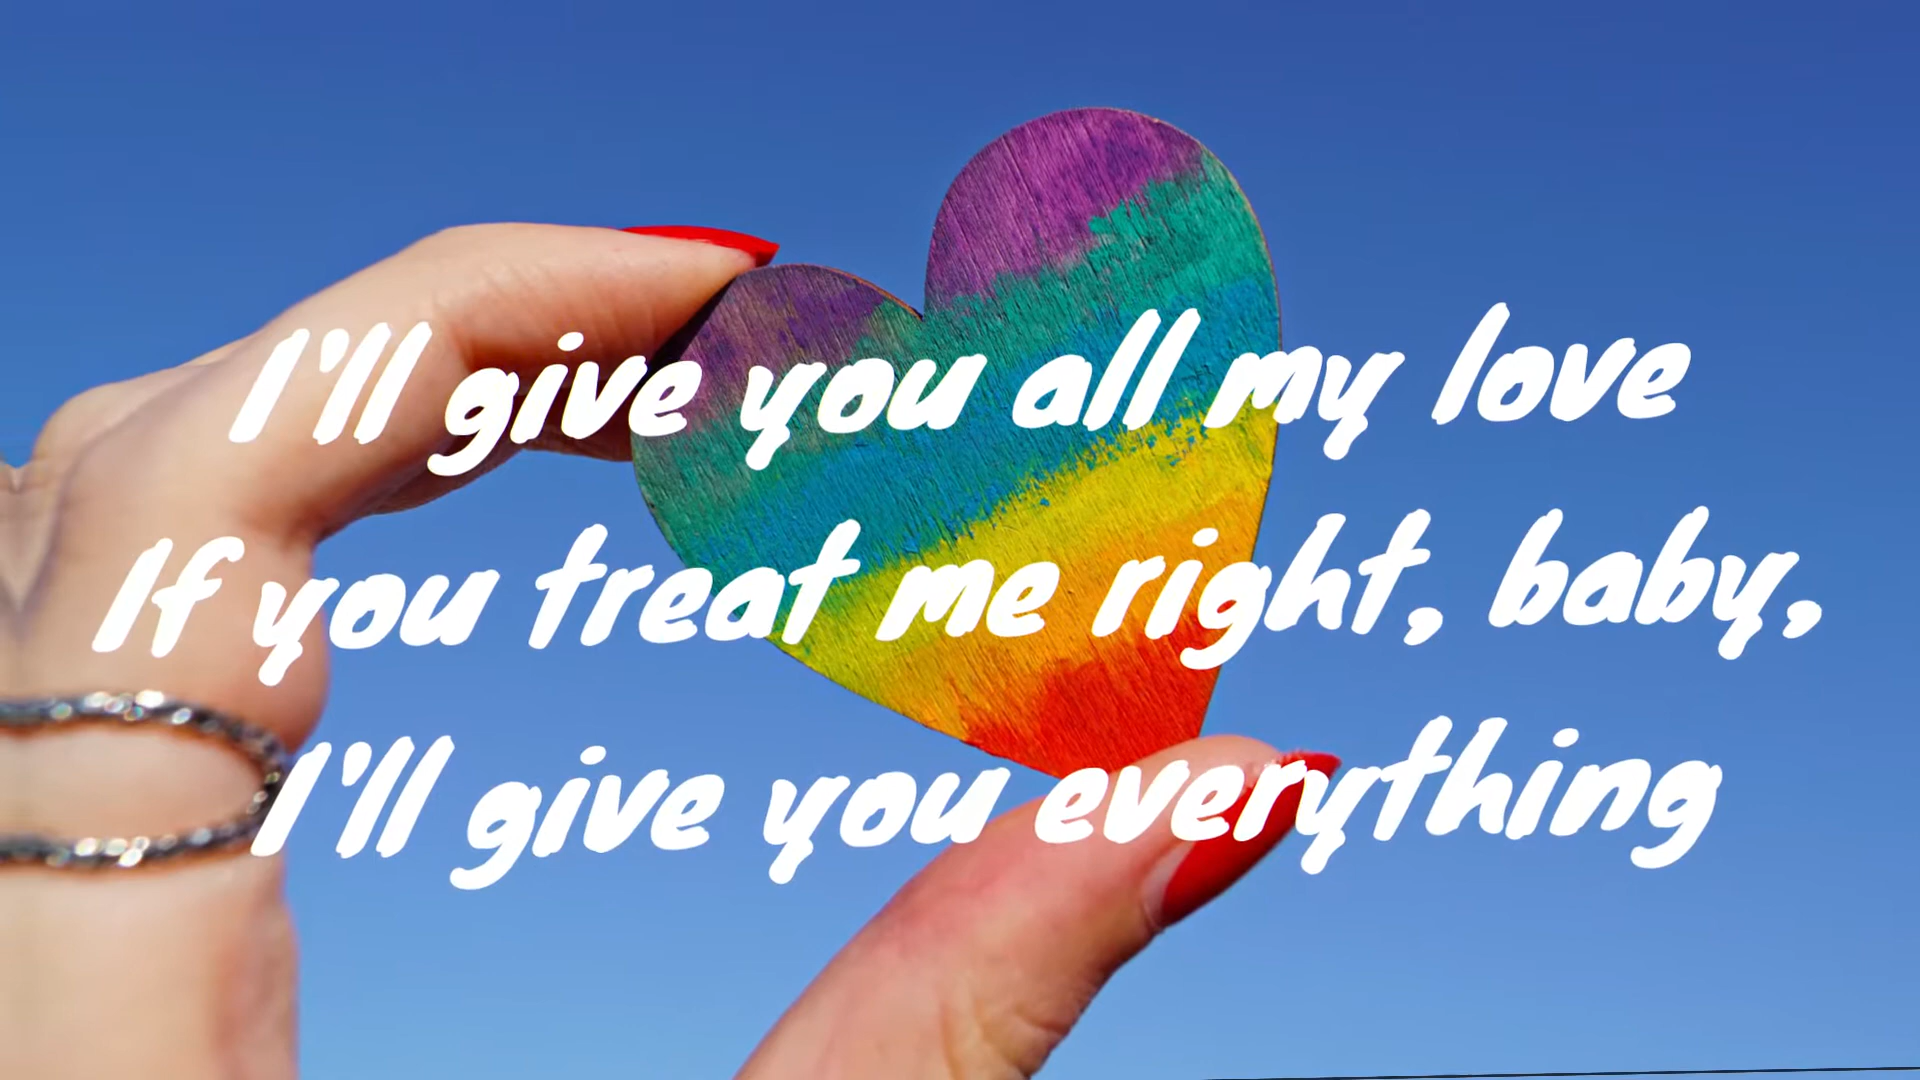 I'll give you all my love
If you treat me right, baby,
I'll give you everything